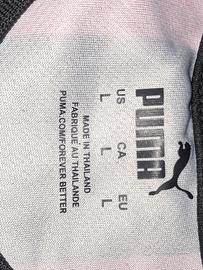 PUMA
US CA EU
L L L
MADE IN THAILAND
FABRIQUÉ AU THAILANDE
PUMA.COM/FOREVER BETTER